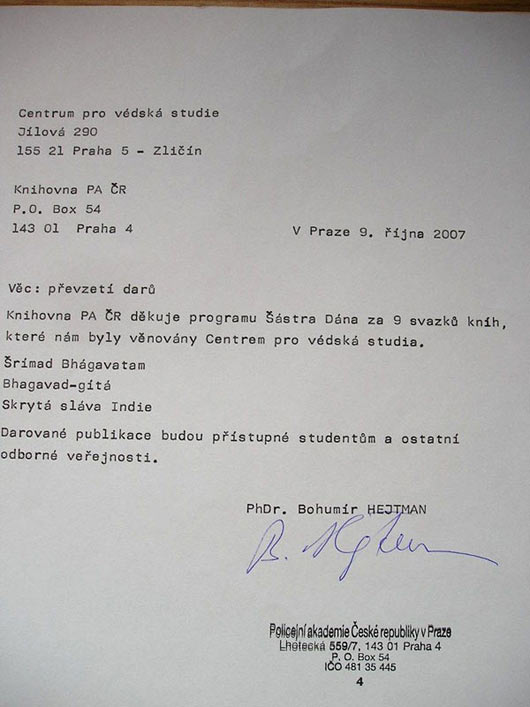 Centrum pro védská studie
Jílová 290
155 21 Praha 5 - Zličín
Knihovna PA ČR
P.O. Box 54
143 01 Praha 4
V Praze 9. října 2007
Věc: převzetí darů
Knihovna PA ČR děkuje programu Šástra Dána za 9 svazků knih,
které nám byly věnovány Centrem pro védská studia.
Šrímad Bhágavatam
Bhagavad-gítá
Skrytá sláva Indie
Darované publikace budou přístupné studentům a ostatní
odborné veřejnosti.
PhDr. Bohumír HEJTMAN
Policejní akademie České republiky v Praze
Lhotecká 559/7, 143 01 Praha 4
P. O. Box 54
IČO 481 35 445
4